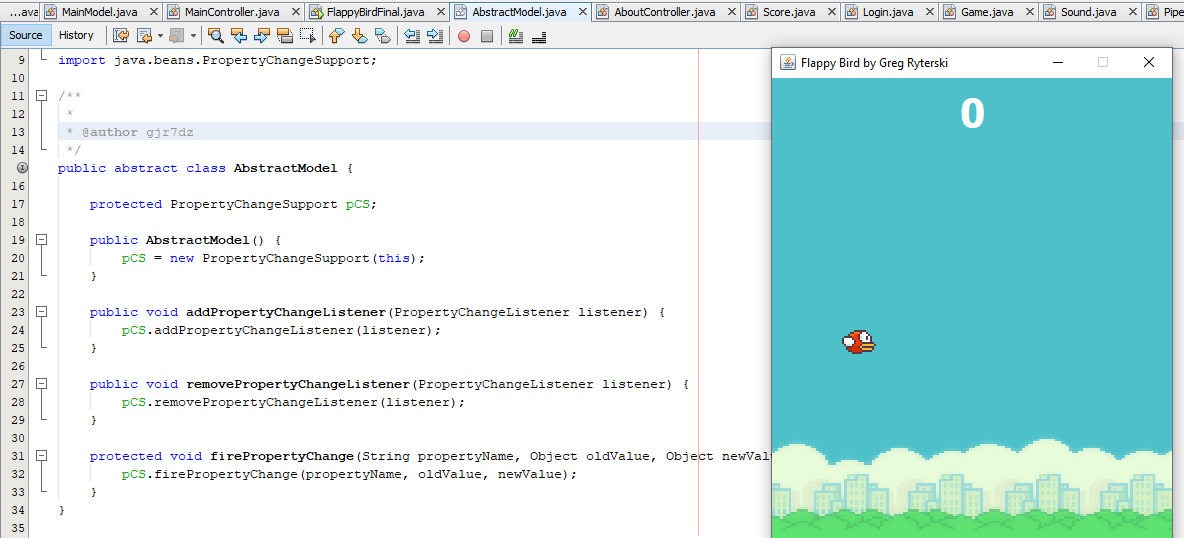 ...ava MainModel.java MainController.java FlappyBirdFinal.java AbstractModel.java AboutController.java Score.java Login.java Game.java Sound.java Pipe
Source History
9 import java.beans.PropertyChangeSupport;
10
11 /**
12 *
13 * @author gjr7dz
14 */
public abstract class AbstractModel {
16
17 protected PropertyChangeSupport pCS;
18
19 public AbstractModel() {
20 pCS = new PropertyChangeSupport(this);
21 }
22
23 public void addPropertyChangeListener(PropertyChangeListener listener) {
24 pCS.addPropertyChangeListener(listener);
25 }
26
27 public void removePropertyChangeListener(PropertyChangeListener listener) {
28 pCS.removePropertyChangeListener(listener);
29 }
30
31 protected void firePropertyChange(String propertyName, Object oldValue, Object newValu
32 pCS.firePropertyChange(propertyName, oldValue, newValue);
33 }
34 }
35
Flappy Bird by Greg Ryterski
0